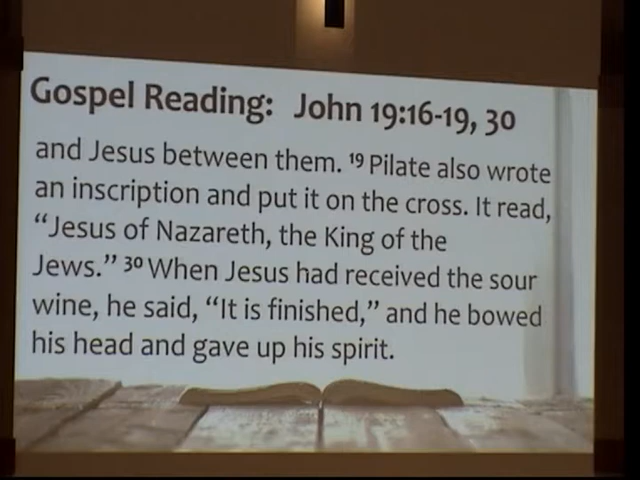 Gospel Reading: John 19:16-19, 30
and Jesus between them. ¹⁹ Pilate also wrote
an inscription and put it on the cross. It read,
“Jesus of Nazareth, the King of the
Jews.” ³⁰ When Jesus had received the sour
wine, he said, “It is finished,” and he bowed
his head and gave up his spirit.